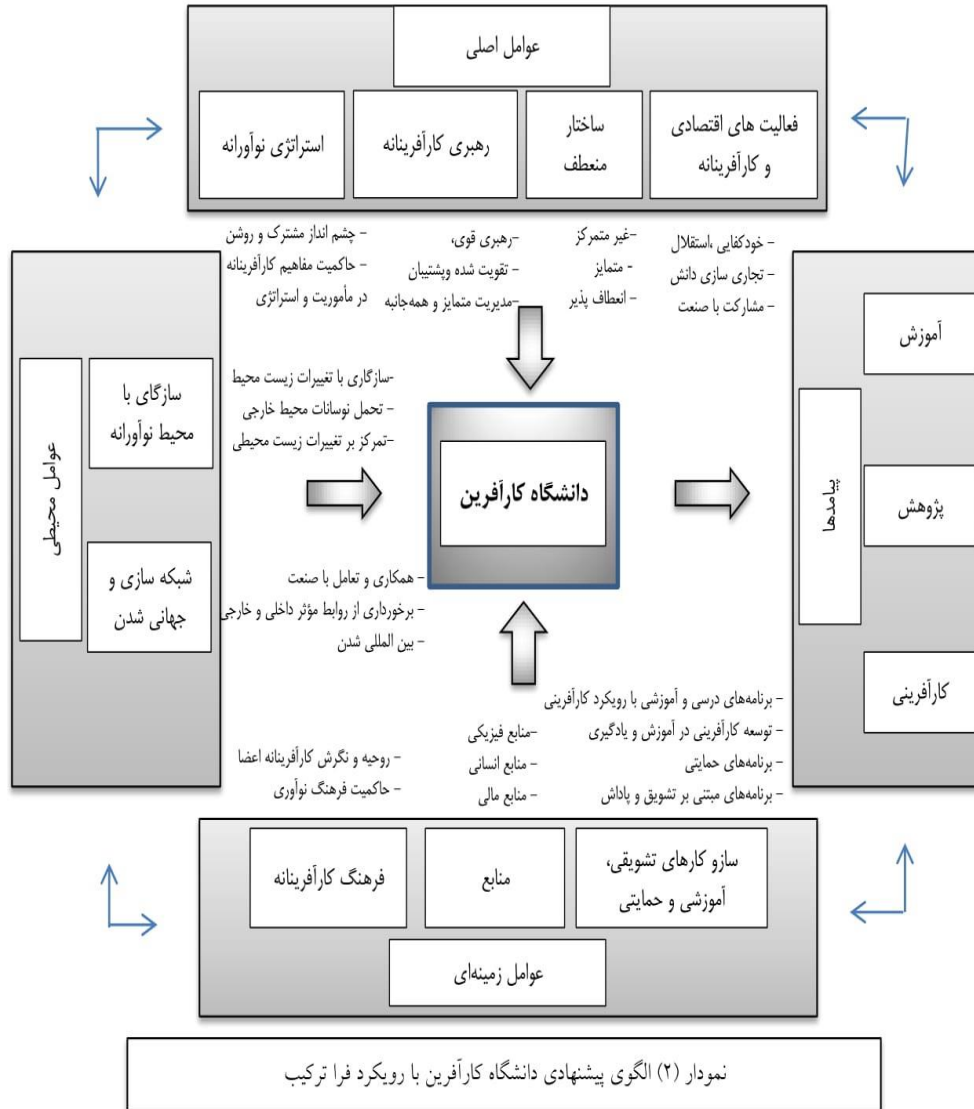 عوامل اصلی
فعالیت های اقتصادی
و کارآفرینانه
ساختار
منعطف
رهبری کارآفرینانه
استراتژی نوآورانه
- خودکفایی ،استقلال
- تجاری سازی دانش
- مشارکت با صنعت
-غیر متمرکز
- متمایز
- انعطاف پذیر
-رهبری قوی،
- تقویت شده وپشتیبان
-مدیریت متمایز و همه‌جانبه
- چشم انداز مشترک و روشن
- حاکمیت مفاهیم کارآفرینانه
در مأموریت و استراتژی
آموزش
پژوهش
کارآفرینی
پیامدها
دانشگاه کارآفرین
-سازگاری با تغییرات زیست محیط
- تحمل نوسانات محیط خارجی
-تمرکز بر تغییرات زیست محیطی
- همکاری و تعامل با صنعت
- برخورداری از روابط مؤثر داخلی و خارجی
- بین المللی شدن
سازگای با
محیط نوآورانه
شبکه سازی و
جهانی شدن
عوامل محیطی
- برنامه‌های درسی و آموزشی با رویکرد کارآفرینی
- توسعه کارآفرینی در آموزش و یادگیری
- برنامه‌های حمایتی
- برنامه‌های مبتنی بر تشویق و پاداش
-منابع فیزیکی
- منابع انسانی
- منابع مالی
- روحیه و نگرش کارآفرینانه اعضا
- حاکمیت فرهنگ نوآوری
سازو کارهای تشویقی،
آموزشی و حمایتی
منابع
فرهنگ کارآفرینانه
عوامل زمینه‌ای
نمودار (۲) الگوی پیشنهادی دانشگاه کارآفرین با رویکرد فرا ترکیب